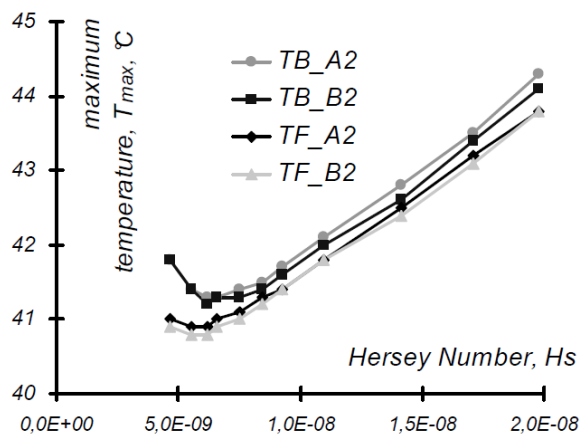 45
44
43
42
41
40
maximum
temperature, Tmax, °C
TB_A2
TB_B2
TF_A2
TF_B2
Hersey Number, Hs
0,0E+00 5,0E-09 1,0E-08 1,5E-08 2,0E-08